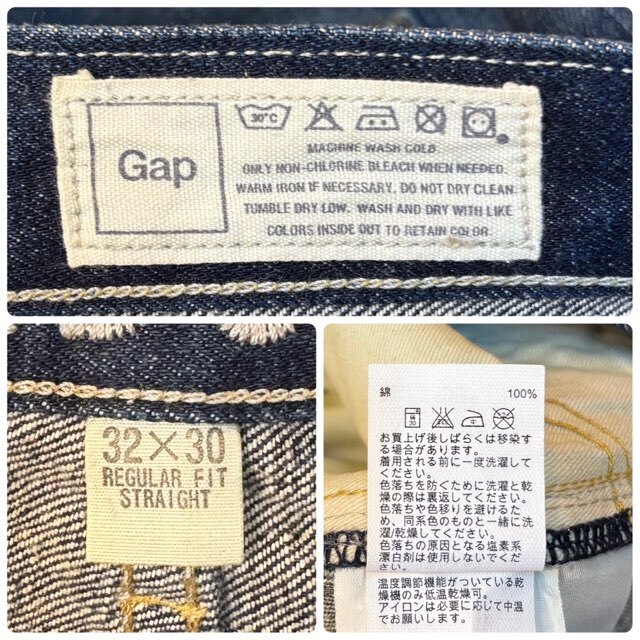 Gap
30°C
MACHINE WASH COLD.
ONLY NON-CHLORINE BLEACH WHEN NEEDED.
WARM IRON IF NECESSARY. DO NOT DRY CLEAN.
TUMBLE DRY LOW. WASH AND DRY WITH LIKE
COLORS INSIDE OUT TO RETAIN COLOR.
32×30
REGULAR FIT
STRAIGHT
綿 100%
お買上げ後しばらくは移染す
る場合があります。
着用される前に一度洗濯して
ください。
色落ちを防ぐために洗濯と乾
燥の際は裏返してください。
色落ちや色移りを避けるため
め、同系色のものと一緒に洗
濯/乾燥してください。
色落ちの原因となる塩素系
漂白剤は使用しないでくださ
い。
温度調節機能がついている乾
燥機のみ低温乾燥可。
アイロンは必要に応じて中温
でお願いします。